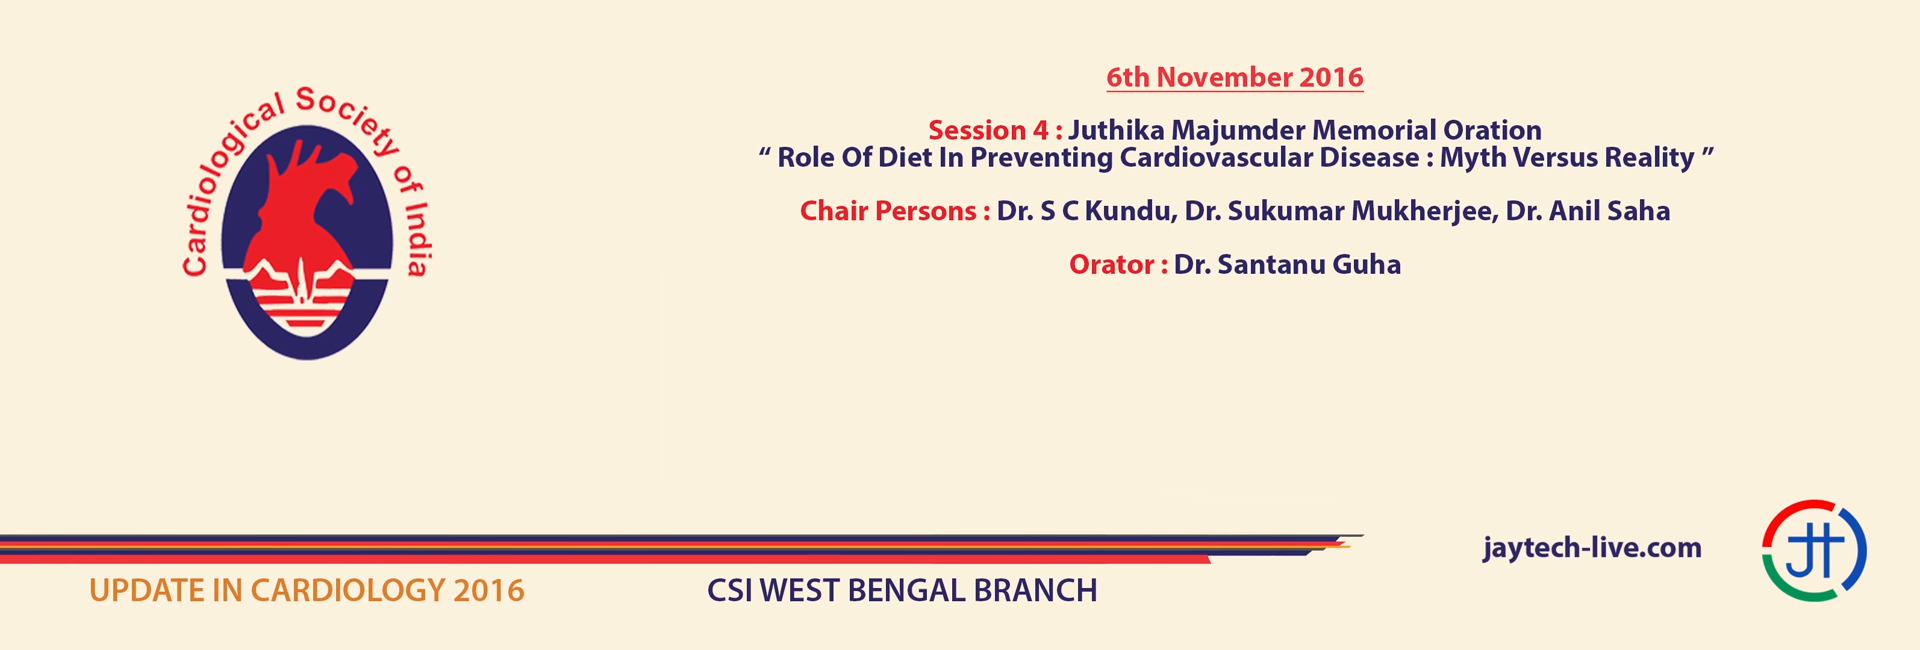 Cardiological Society of India
6th November 2016
Session 4 : Juthika Majumder Memorial Oration
“ Role Of Diet In Preventing Cardiovascular Disease : Myth Versus Reality ”
Chair Persons : Dr. S C Kundu, Dr. Sukumar Mukherjee, Dr. Anil Saha
Orator : Dr. Santanu Guha
jaytech-live.com
JT
UPDATE IN CARDIOLOGY 2016
CSI WEST BENGAL BRANCH